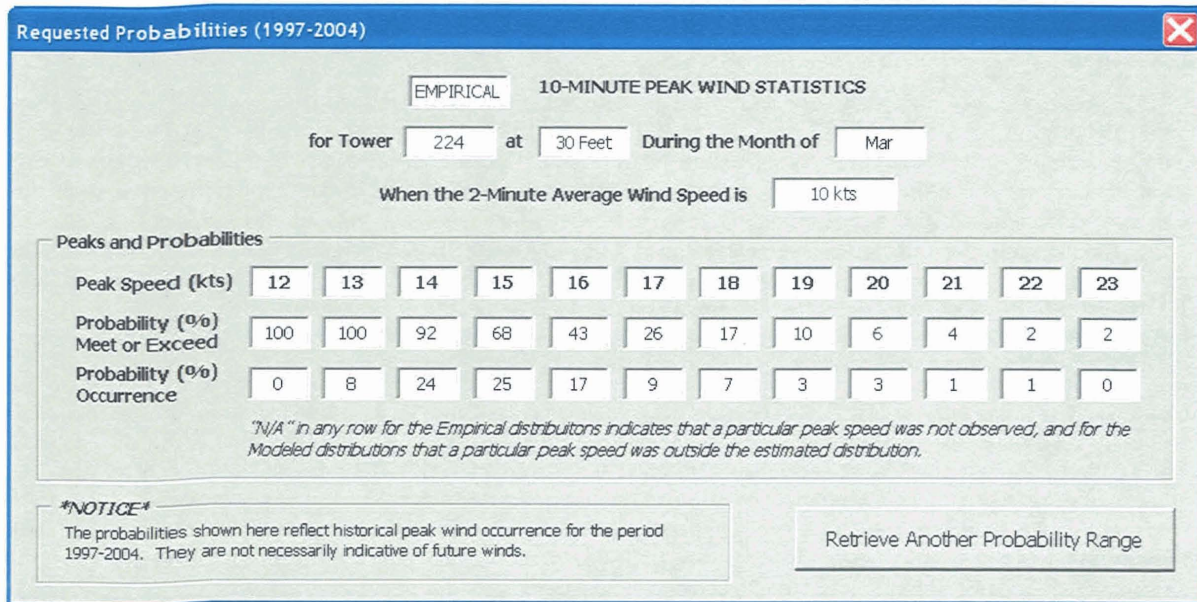 Requested Probabilities (1997-2004)
EMPIRICAL 10-MINUTE PEAK WIND STATISTICS
for Tower 224 at 30 Feet During the Month of Mar
When the 2-Minute Average Wind Speed is 10 kts
Peaks and Probabilities
Peak Speed (kts) 12 13 14 15 16 17 18 19 20 21 22 23
Probability (%)
Meet or Exceed 100 100 92 68 43 26 17 10 6 4 2 2
Probability (%)
Occurrence 0 8 24 25 17 9 7 3 3 1 1 0
"N/A" in any row for the Empirical distribuitons indicates that a particular peak speed was not observed, and for the
Modeled distributions that a particular peak speed was outside the estimated distribution.
*NOTICE*
The probabilities shown here reflect historical peak wind occurrence for the period
1997-2004. They are not necessarily indicative of future winds.
Retrieve Another Probability Range